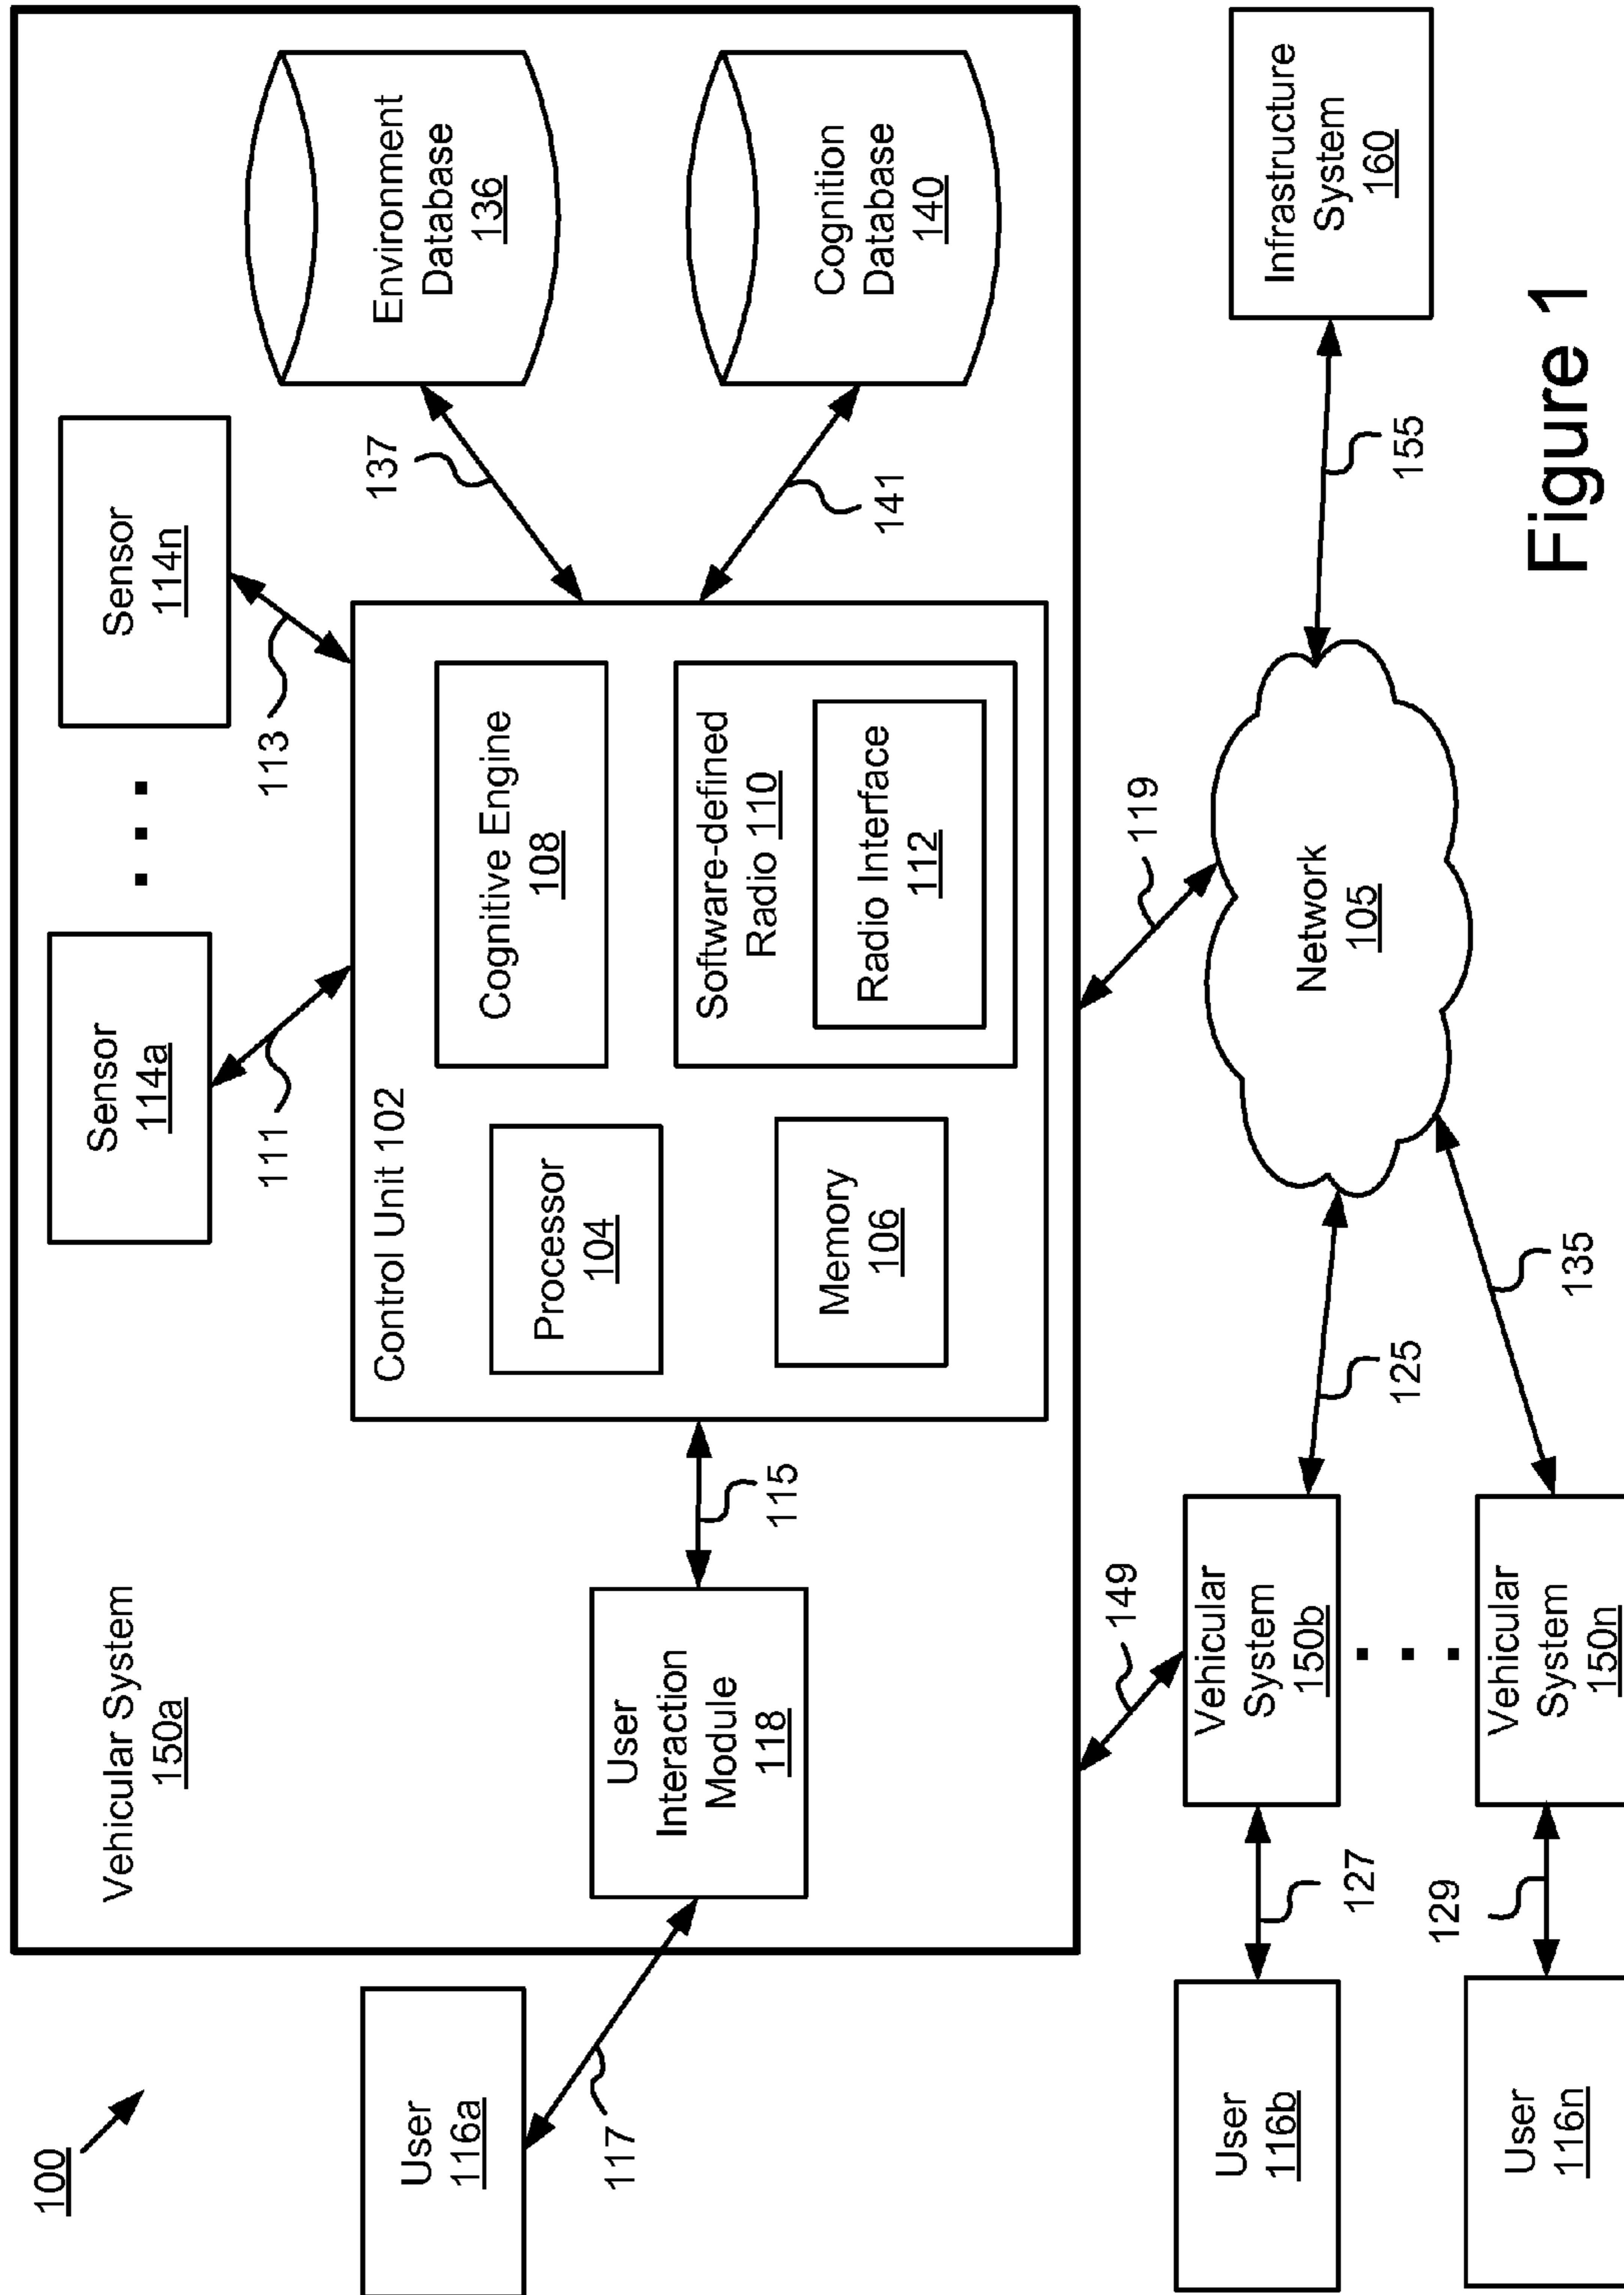 100
Vehicular System
150a
Sensor
114a
. . .
Sensor
114n
111
113
User
116a
117
User
Interaction
Module
118
115
Control Unit 102
Processor
104
Memory
106
Cognitive Engine
108
Software-defined
Radio 110
Radio Interface
112
137
Environment
Database
136
141
Cognition
Database
140
149
119
User
116b
127
Vehicular
System
150b
125
. . .
User
116n
129
Vehicular
System
150n
135
Network
105
155
Infrastructure
System
160
Figure 1